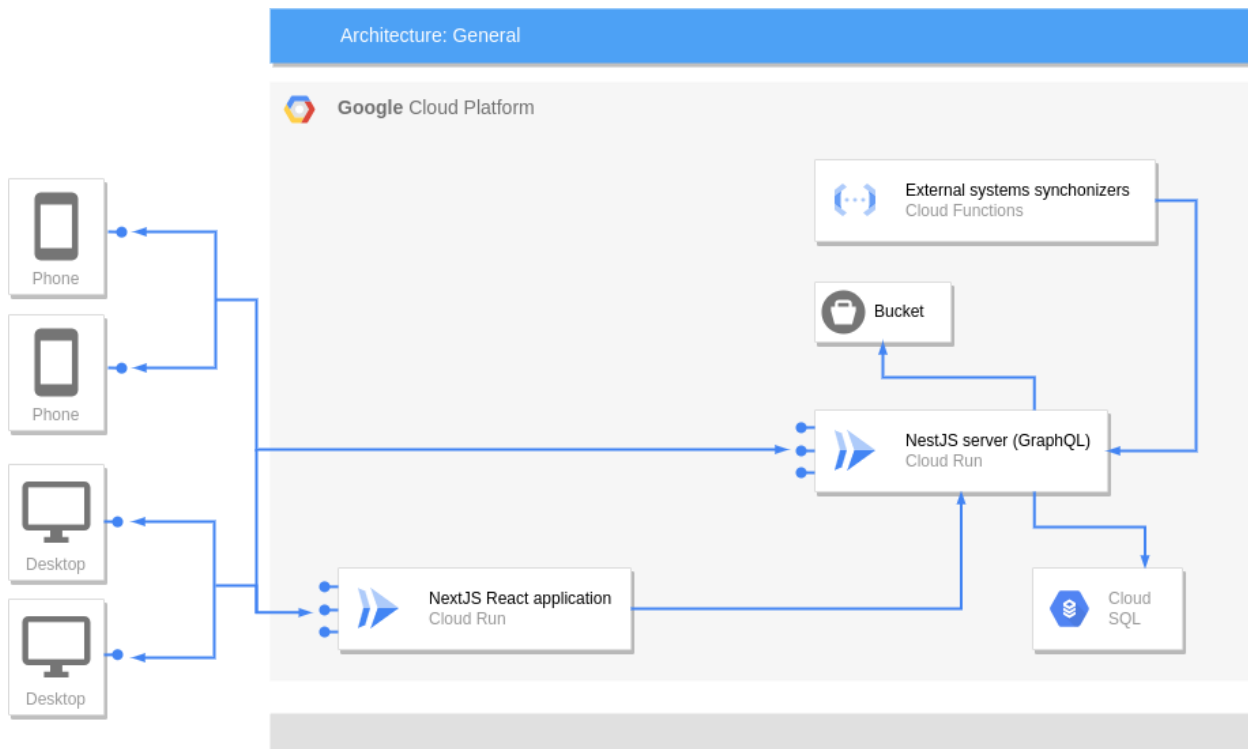 Architecture: General
Google Cloud Platform
External systems synchonizers
Cloud Functions
Phone
Bucket
Phone
NestJS server (GraphQL)
Cloud Run
Desktop
NextJS React application
Cloud Run
Cloud
SQL
Desktop